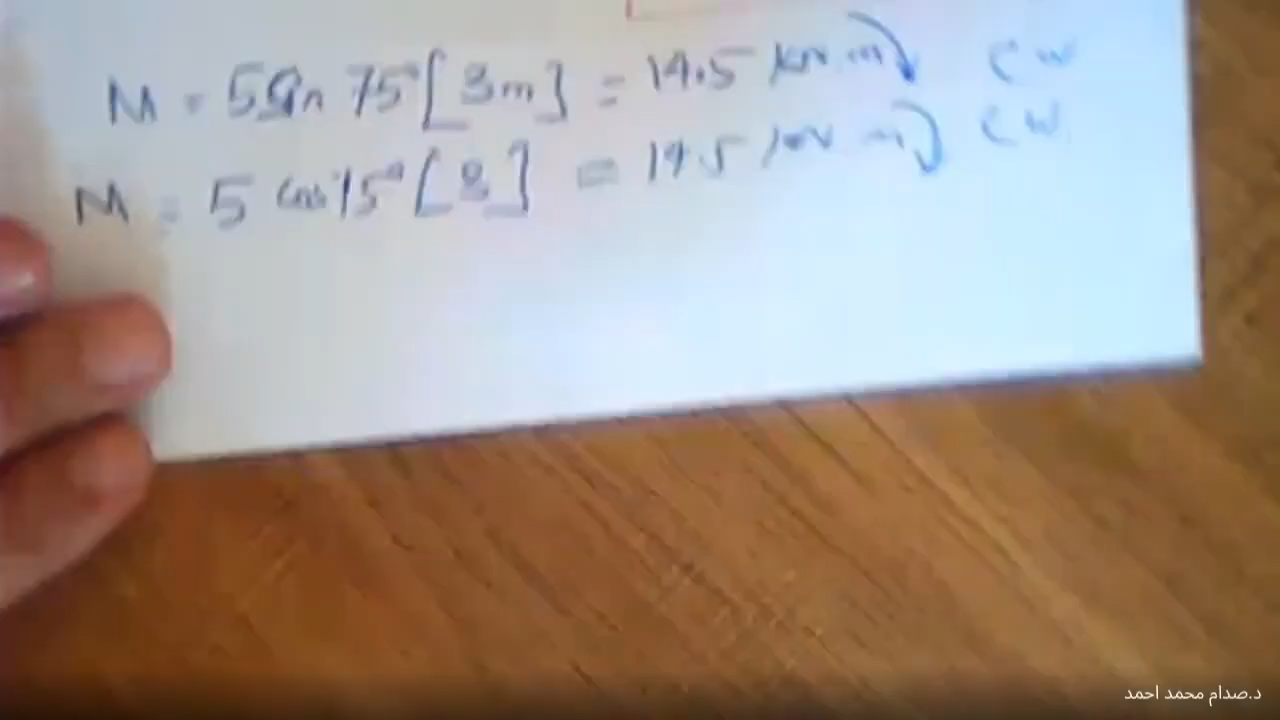 M = 5 Sin 75° [3m] = 14.5 kN.m CW
M = 5 Cos 15° [3] = 14.5 kN m CW
د.صدام محمد احمد